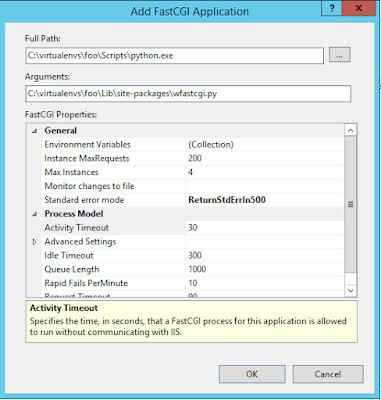 Add FastCGI Application
? x
Full Path:
C:\virtualenvs\foo\Scripts\python.exe
...
Arguments:
C:\virtualenvs\foo\Lib\site-packages\wfastcgi.py
FastCGI Properties:
General
Environment Variables (Collection)
Instance MaxRequests 200
Max Instances 4
Monitor changes to file
Standard error mode ReturnStdErrIn500
Process Model
Activity Timeout 30
Advanced Settings
Idle Timeout 300
Queue Length 1000
Rapid Fails PerMinute 10
Request Timeout 90
Activity Timeout
Specifies the time, in seconds, that a FastCGI process for this application is allowed
to run without communicating with IIS.
OK Cancel